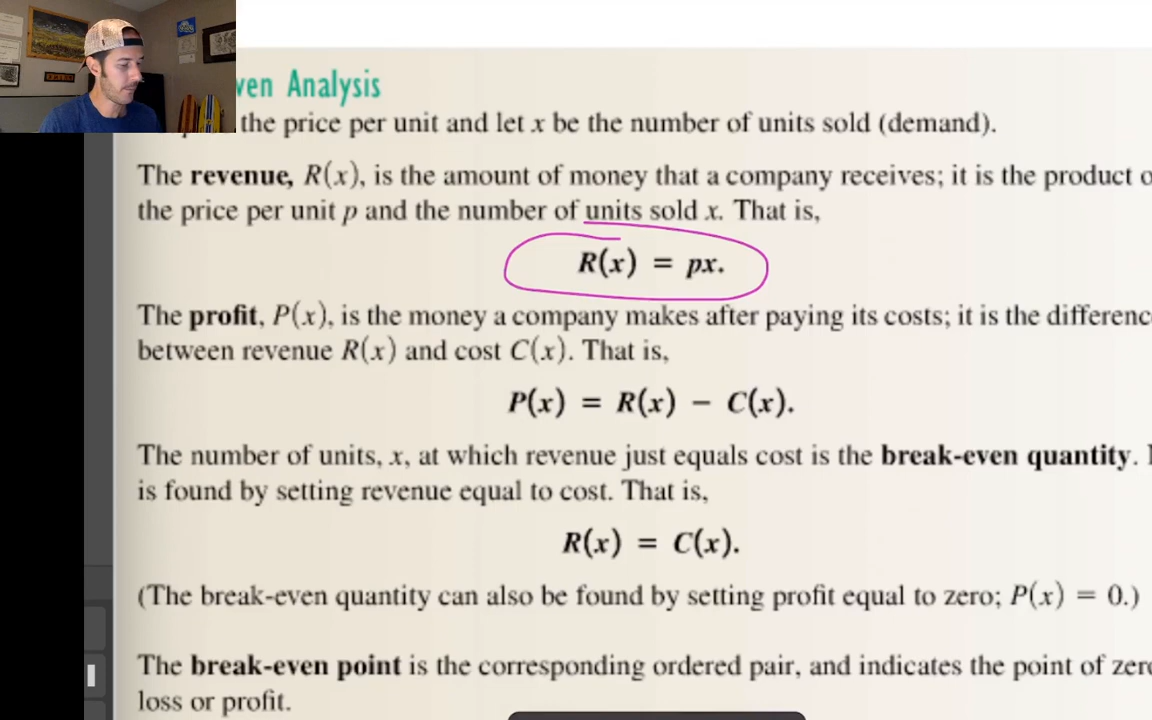 ven Analysis
the price per unit and let x be the number of units sold (demand).
The revenue, R(x), is the amount of money that a company receives; it is the product o
the price per unit p and the number of units sold x. That is,
R(x) = px.
The profit, P(x), is the money a company makes after paying its costs; it is the differenc
between revenue R(x) and cost C(x). That is,
P(x) = R(x) − C(x).
The number of units, x, at which revenue just equals cost is the break-even quantity.
is found by setting revenue equal to cost. That is,
R(x) = C(x).
(The break-even quantity can also be found by setting profit equal to zero; P(x) = 0.)
The break-even point is the corresponding ordered pair, and indicates the point of zer
loss or profit.